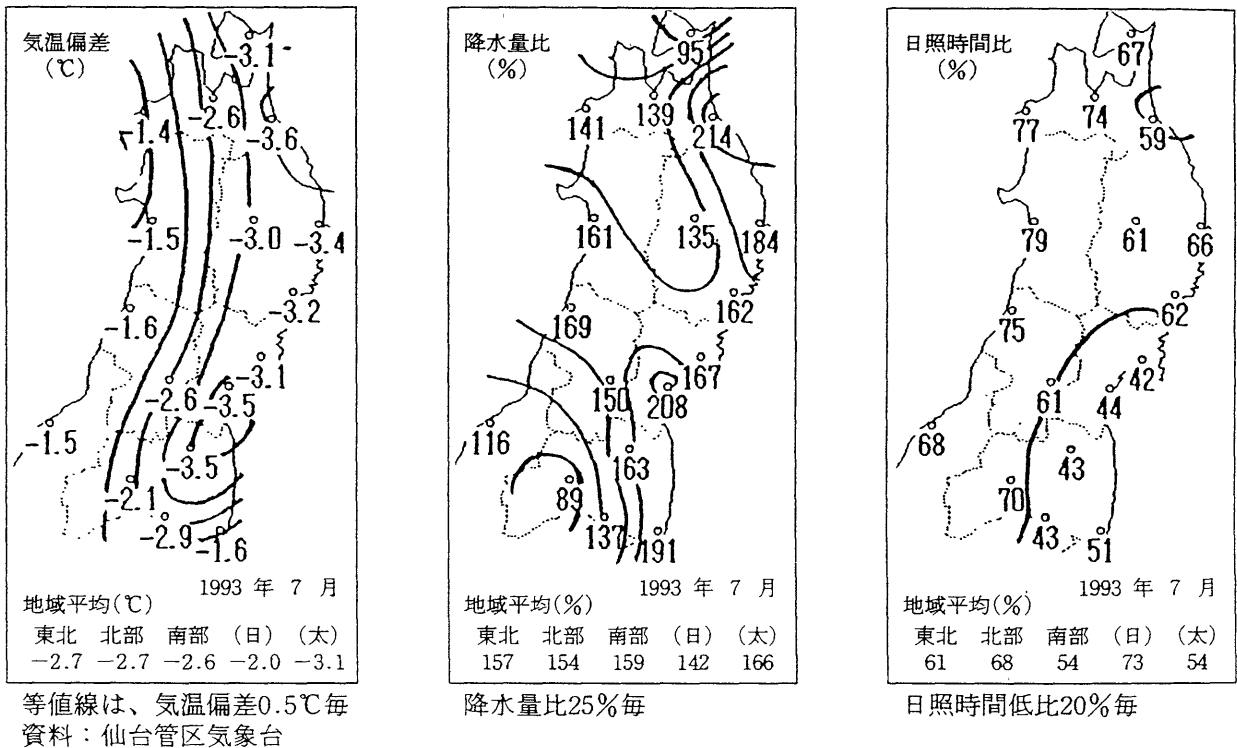 気温偏差
(℃)
-3.1
-1.4
-2.6
-3.6
-1.5
-3.0
-3.4
-3.2
-1.6
-3.1
-2.6
-3.5
-1.5
-3.5
-2.1
-2.9
-1.6
1993 年 7 月
地域平均(℃)
東北 北部 南部 (日) (太)
-2.7 -2.7 -2.6 -2.0 -3.1
等値線は、気温偏差0.5℃毎
資料：仙台管区気象台
降水量比
(%)
95
141
139
214
161
135
184
162
169
167
150
208
116
163
89
137
191
1993 年 7 月
地域平均(%)
東北 北部 南部 (日) (太)
157 154 159 142 166
降水量比25%毎
日照時間比
(%)
67
77
74
59
79
61
66
62
75
42
61
44
68
43
70
43
51
1993 年 7 月
地域平均(%)
東北 北部 南部 (日) (太)
61 68 54 73 54
日照時間低比20%毎